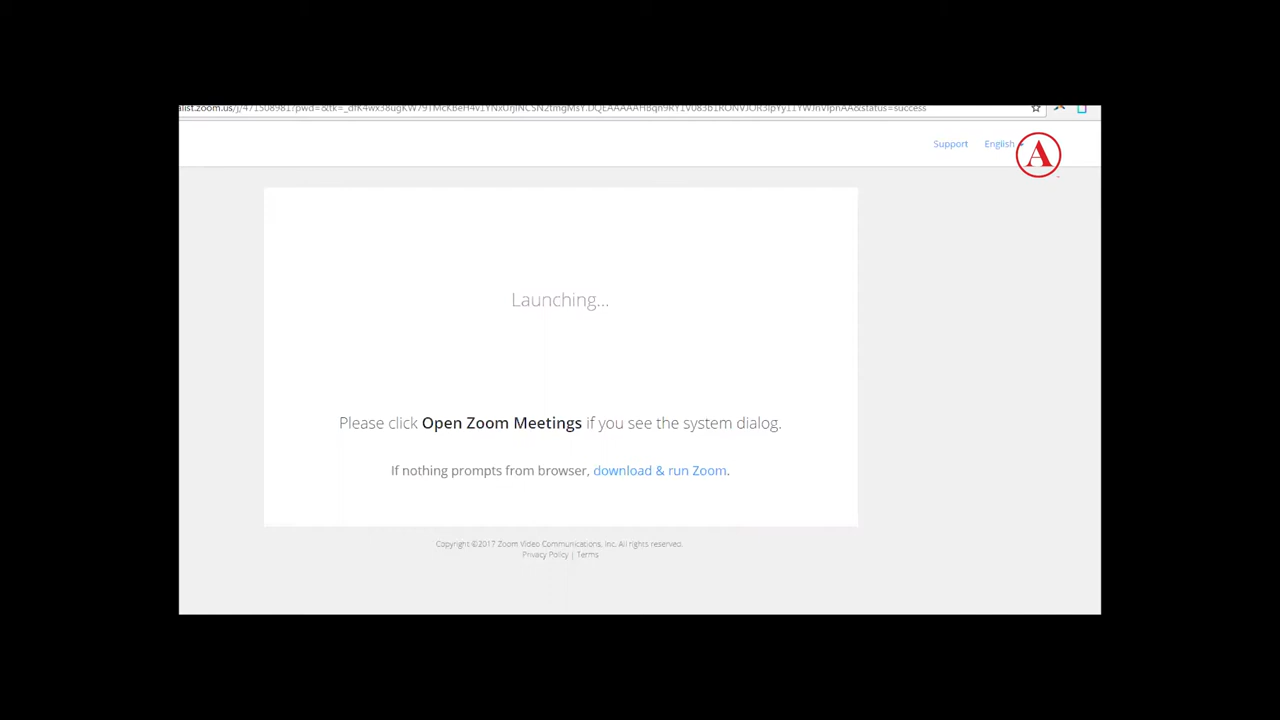 Support English
A
Launching...
Please click Open Zoom Meetings if you see the system dialog.
If nothing prompts from browser, download & run Zoom.
Copyright ©2017 Zoom Video Communications, Inc. All rights reserved.
Privacy Policy | Terms